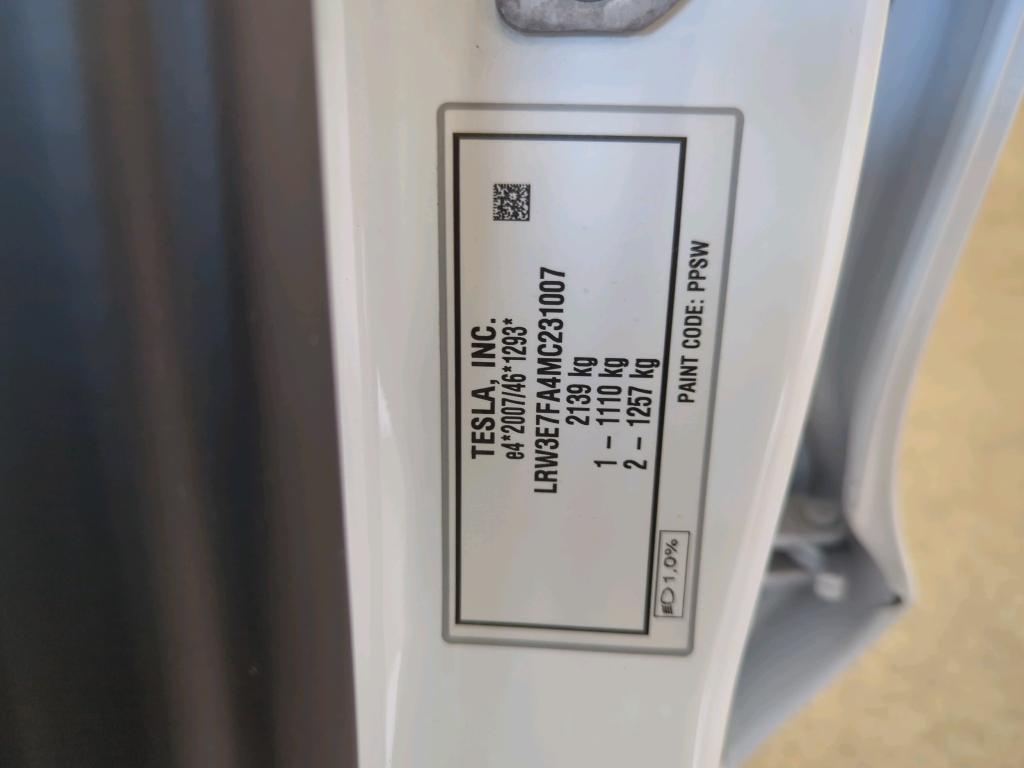 TESLA, INC.
e4*2007/46*1293*
LRW3E7FA4MC231007
2139 kg
1 – 1110 kg
2 – 1257 kg
1,0%
PAINT CODE: PPSW